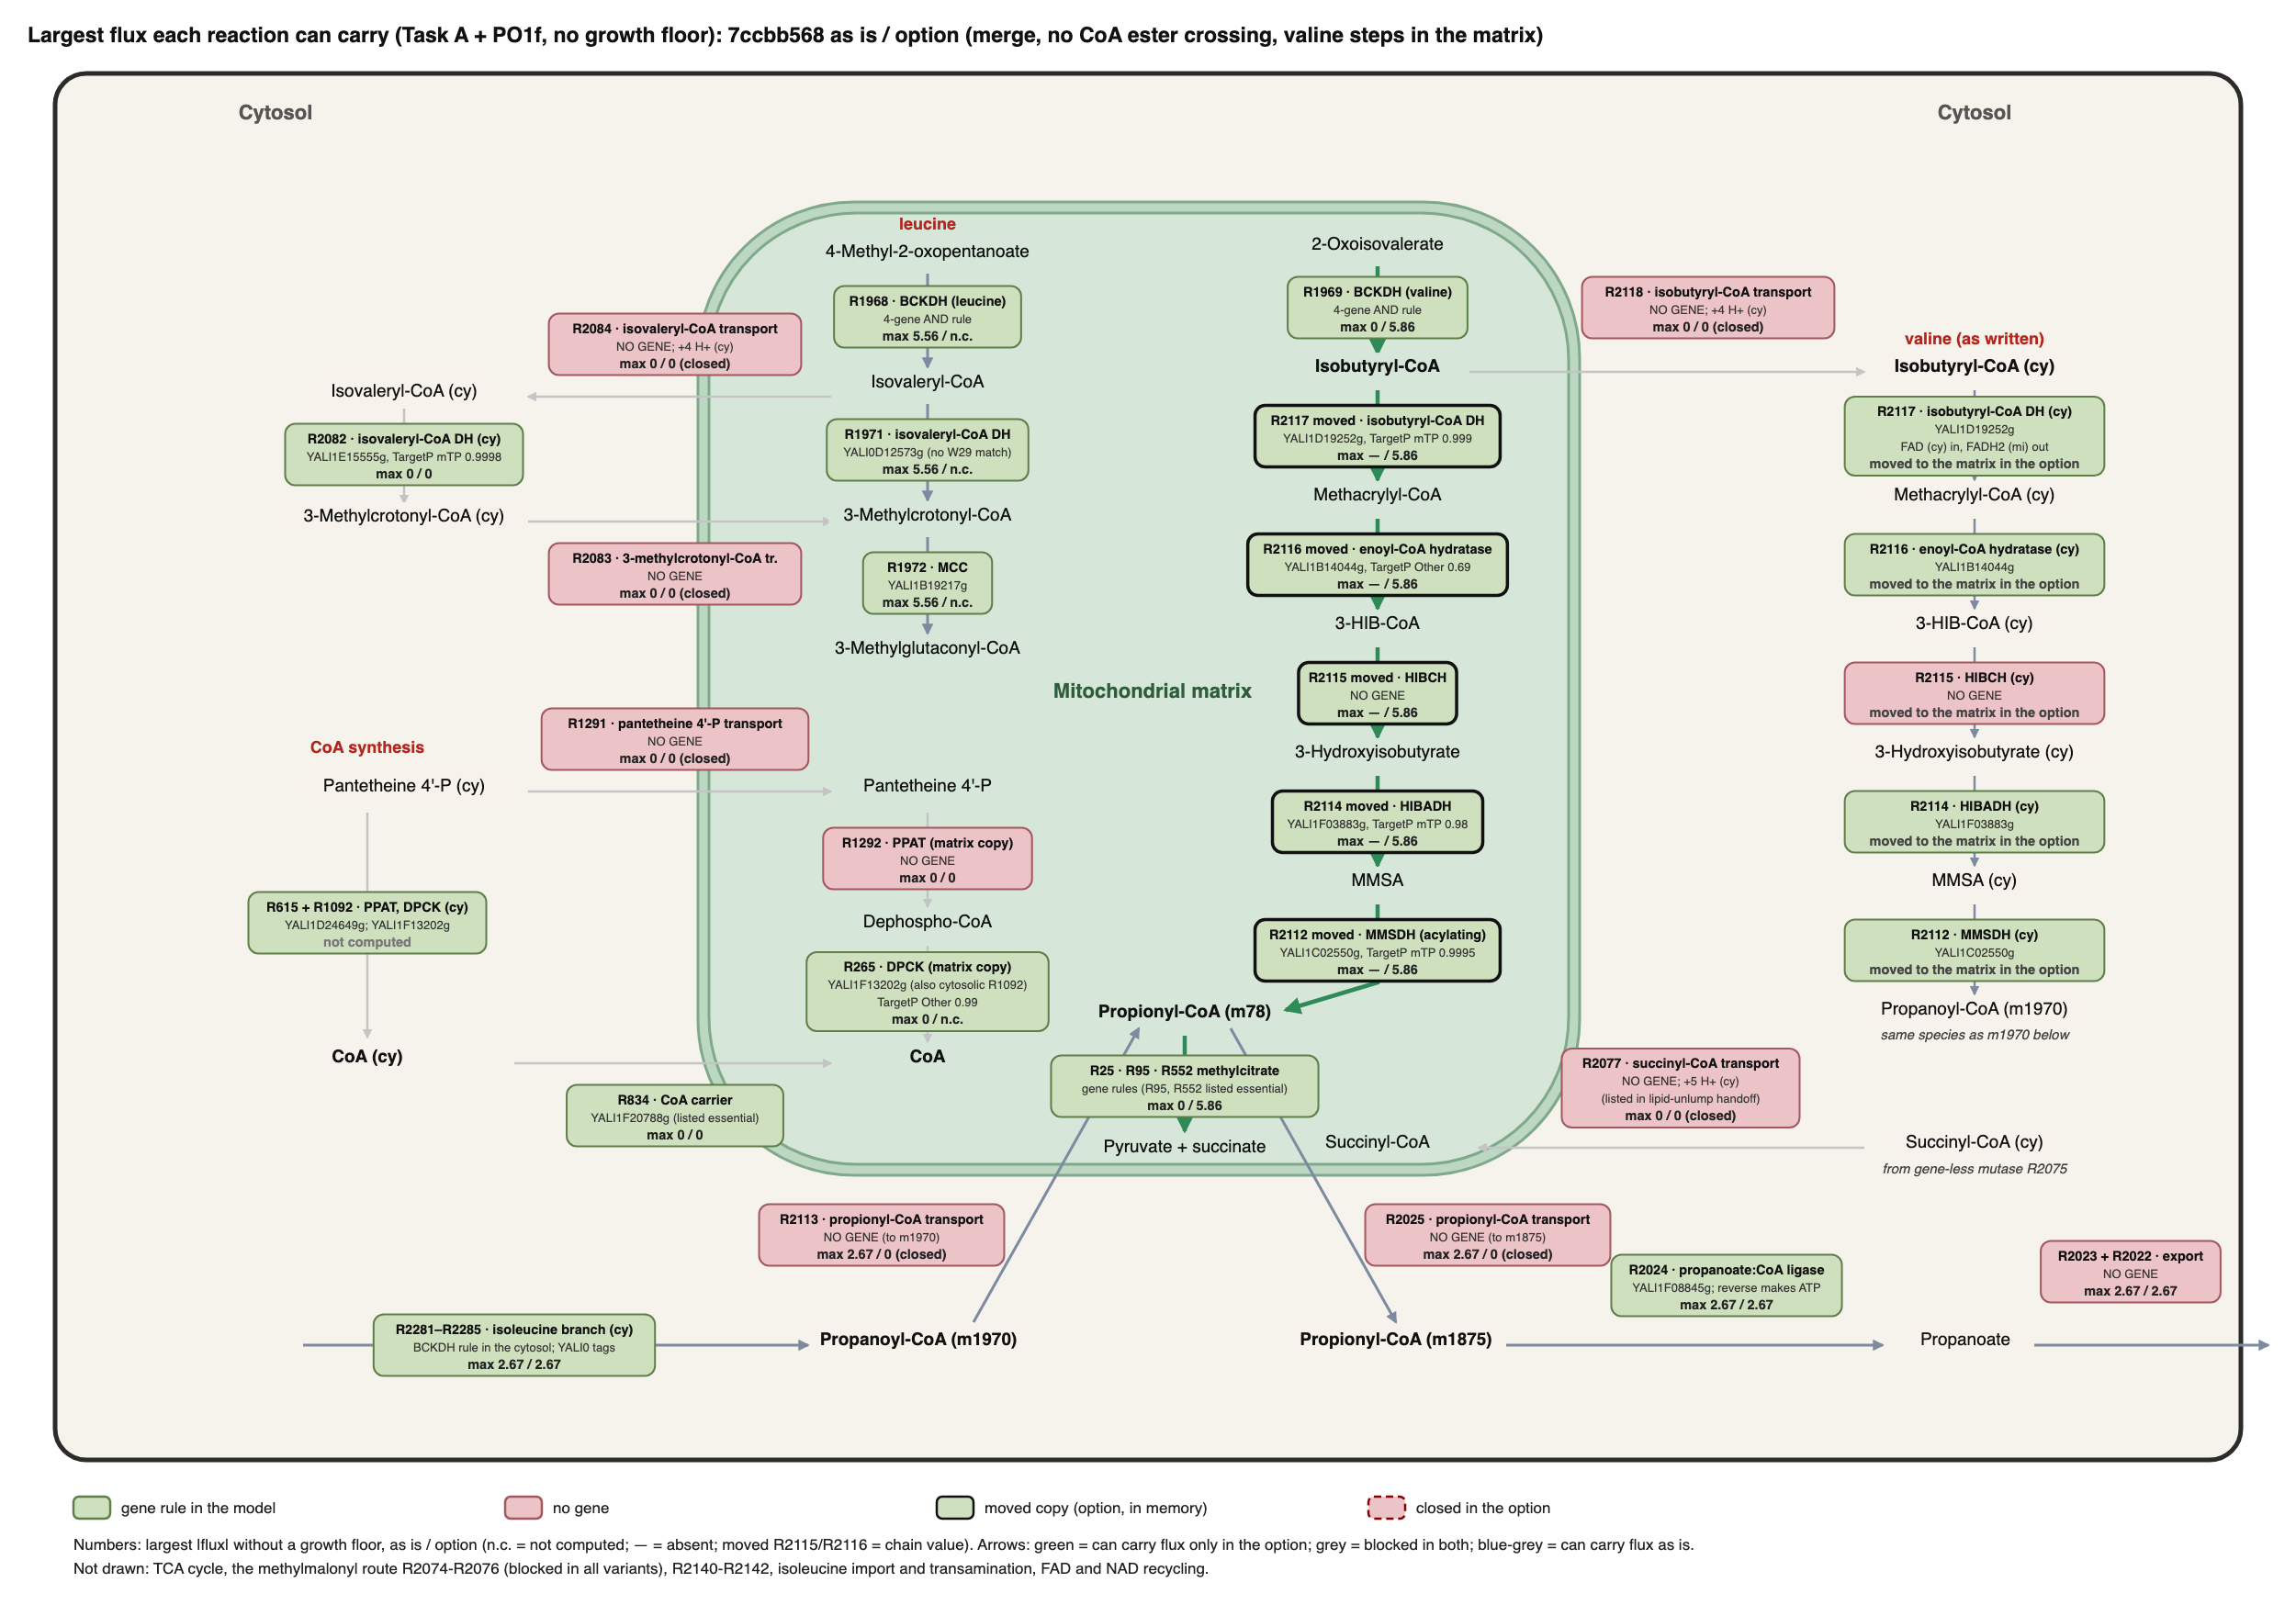 Largest flux each reaction can carry (Task A + PO1f, no growth floor): 7ccbb568 as is / option (merge, no CoA ester crossing, valine steps in the matrix)
Cytosol
Cytosol
leucine
4-Methyl-2-oxopentanoate
R1968 · BCKDH (leucine)
4-gene AND rule
max 5.56 / n.c.
Isovaleryl-CoA
R1971 · isovaleryl-CoA DH
YALI0D12573g (no W29 match)
max 5.56 / n.c.
3-Methylcrotonyl-CoA
R1972 · MCC
YALI1B19217g
max 5.56 / n.c.
3-Methylglutaconyl-CoA
R2084 · isovaleryl-CoA transport
NO GENE; +4 H+ (cy)
max 0 / 0 (closed)
Isovaleryl-CoA (cy)
R2082 · isovaleryl-CoA DH (cy)
YALI1E15555g, TargetP mTP 0.9998
max 0 / 0
3-Methylcrotonyl-CoA (cy)
R2083 · 3-methylcrotonyl-CoA tr.
NO GENE
max 0 / 0 (closed)
2-Oxoisovalerate
R1969 · BCKDH (valine)
4-gene AND rule
max 0 / 5.86
Isobutyryl-CoA
R2117 moved · isobutyryl-CoA DH
YALI1D19252g, TargetP mTP 0.999
max — / 5.86
Methacrylyl-CoA
R2116 moved · enoyl-CoA hydratase
YALI1B14044g, TargetP Other 0.69
max — / 5.86
3-HIB-CoA
R2115 moved · HIBCH
NO GENE
max — / 5.86
3-Hydroxyisobutyrate
R2114 moved · HIBADH
YALI1F03883g, TargetP mTP 0.98
max — / 5.86
MMSA
R2112 moved · MMSDH (acylating)
YALI1C02550g, TargetP mTP 0.9995
max — / 5.86
Propionyl-CoA (m78)
R25 · R95 · R552 methylcitrate
gene rules (R95, R552 listed essential)
max 0 / 5.86
Pyruvate + succinate
Mitochondrial matrix
R2118 · isobutyryl-CoA transport
NO GENE; +4 H+ (cy)
max 0 / 0 (closed)
valine (as written)
Isobutyryl-CoA (cy)
R2117 · isobutyryl-CoA DH (cy)
YALI1D19252g
FAD (cy) in, FADH2 (mi) out
moved to the matrix in the option
Methacrylyl-CoA (cy)
R2116 · enoyl-CoA hydratase (cy)
YALI1B14044g
moved to the matrix in the option
3-HIB-CoA (cy)
R2115 · HIBCH (cy)
NO GENE
moved to the matrix in the option
3-Hydroxyisobutyrate (cy)
R2114 · HIBADH (cy)
YALI1F03883g
moved to the matrix in the option
MMSA (cy)
R2112 · MMSDH (cy)
YALI1C02550g
moved to the matrix in the option
Propanoyl-CoA (m1970)
same species as m1970 below
R1291 · pantetheine 4'-P transport
NO GENE
max 0 / 0 (closed)
CoA synthesis
Pantetheine 4'-P (cy)
Pantetheine 4'-P
R1292 · PPAT (matrix copy)
NO GENE
max 0 / 0
Dephospho-CoA
R265 · DPCK (matrix copy)
YALI1F13202g (also cytosolic R1092)
TargetP Other 0.99
max 0 / n.c.
CoA
R615 + R1092 · PPAT, DPCK (cy)
YALI1D24649g; YALI1F13202g
not computed
CoA (cy)
R834 · CoA carrier
YALI1F20788g (listed essential)
max 0 / 0
R2077 · succinyl-CoA transport
NO GENE; +5 H+ (cy)
(listed in lipid-unlump handoff)
max 0 / 0 (closed)
Succinyl-CoA
Succinyl-CoA (cy)
from gene-less mutase R2075
R2113 · propionyl-CoA transport
NO GENE (to m1970)
max 2.67 / 0 (closed)
R2025 · propionyl-CoA transport
NO GENE (to m1875)
max 2.67 / 0 (closed)
R2024 · propanoate:CoA ligase
YALI1F08845g; reverse makes ATP
max 2.67 / 2.67
R2023 + R2022 · export
NO GENE
max 2.67 / 2.67
R2281–R2285 · isoleucine branch (cy)
BCKDH rule in the cytosol; YALI0 tags
max 2.67 / 2.67
Propanoyl-CoA (m1970)
Propionyl-CoA (m1875)
Propanoate
gene rule in the model
no gene
moved copy (option, in memory)
closed in the option
Numbers: largest |flux| without a growth floor, as is / option (n.c. = not computed; — = absent; moved R2115/R2116 = chain value). Arrows: green = can carry flux only in the option; grey = blocked in both; blue-grey = can carry flux as is.
Not drawn: TCA cycle, the methylmalonyl route R2074-R2076 (blocked in all variants), R2140-R2142, isoleucine import and transamination, FAD and NAD recycling.